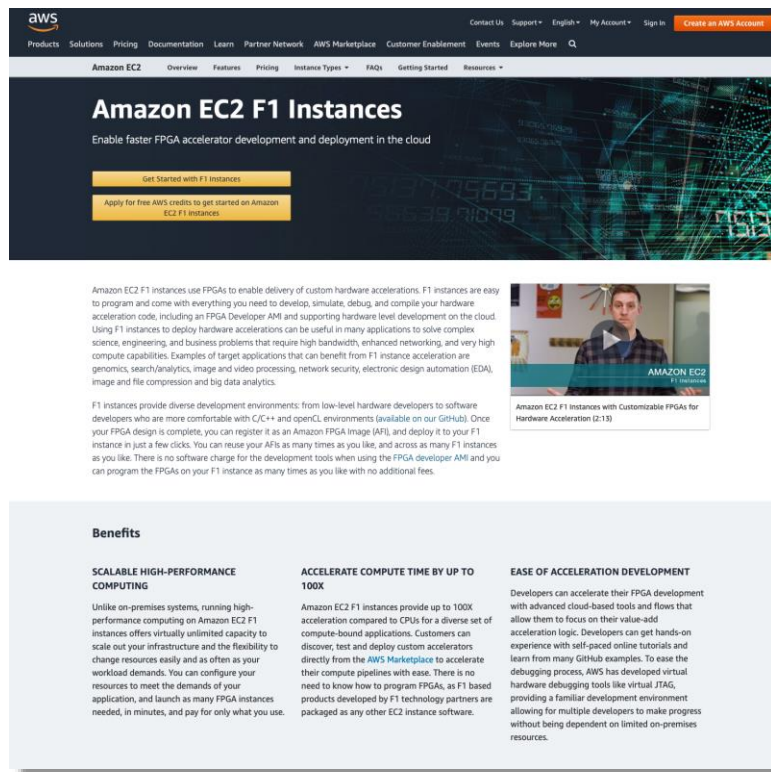 aws
Contact Us Support English My Account Sign In Create an AWS Account
Products Solutions Pricing Documentation Learn Partner Network AWS Marketplace Customer Enablement Events Explore More
Amazon EC2 Overview Features Pricing Instance Types FAQs Getting Started Resources
Amazon EC2 F1 Instances
Enable faster FPGA accelerator development and deployment in the cloud
Get Started with F1 Instances
Apply for free AWS credits to get started on Amazon
EC2 F1 instances
Amazon EC2 F1 instances use FPGAs to enable delivery of custom hardware accelerations. F1 instances are easy
to program and come with everything you need to develop, simulate, debug, and compile your hardware
acceleration code, including an FPGA Developer AMI and supporting hardware level development on the cloud.
Using F1 instances to deploy hardware accelerations can be useful in many applications to solve complex
science, engineering, and business problems that require high bandwidth, enhanced networking, and very high
compute capabilities. Examples of target applications that can benefit from F1 instance acceleration are
genomics, search/analytics, image and video processing, network security, electronic design automation (EDA),
image and file compression and big data analytics.
F1 instances provide diverse development environments: from low-level hardware developers to software
developers who are more comfortable with C/C++ and openCL environments (available on our GitHub). Once
your FPGA design is complete, you can register it as an Amazon FPGA Image (AFI), and deploy it to your F1
instance in just a few clicks. You can reuse your AFIs as many times as you like, and across as many F1 instances
as you like. There is no software charge for the development tools when using the FPGA developer AMI and you
can program the FPGAs on your F1 instance as many times as you like with no additional fees.
AMAZON EC2
F1 Instances
Amazon EC2 F1 Instances with Customizable FPGAs for
Hardware Acceleration (2:13)
Benefits
SCALABLE HIGH-PERFORMANCE
COMPUTING
Unlike on-premises systems, running high-
performance computing on Amazon EC2 F1
instances offers virtually unlimited capacity to
scale out your infrastructure and the flexibility to
change resources easily and as often as your
workload demands. You can configure your
resources to meet the demands of your
application, and launch as many FPGA instances
needed, in minutes, and pay for only what you use.
ACCELERATE COMPUTE TIME BY UP TO
100X
Amazon EC2 F1 instances provide up to 100X
acceleration compared to CPUs for a diverse set of
compute-bound applications. Customers can
discover, test and deploy custom accelerators
directly from the AWS Marketplace to accelerate
their compute pipelines with ease. There is no
need to know how to program FPGAs, as F1 based
products developed by F1 technology partners are
packaged as any other EC2 instance software.
EASE OF ACCELERATION DEVELOPMENT
Developers can accelerate their FPGA development
with advanced cloud-based tools and flows that
allow them to focus on their value-add
acceleration logic. Developers can get hands-on
experience with self-paced online tutorials and
learn from many GitHub examples. To ease the
debugging process, AWS has developed virtual
hardware debugging tools like virtual JTAG,
providing a familiar development environment
allowing for multiple developers to make progress
without being dependent on limited on-premises
resources.